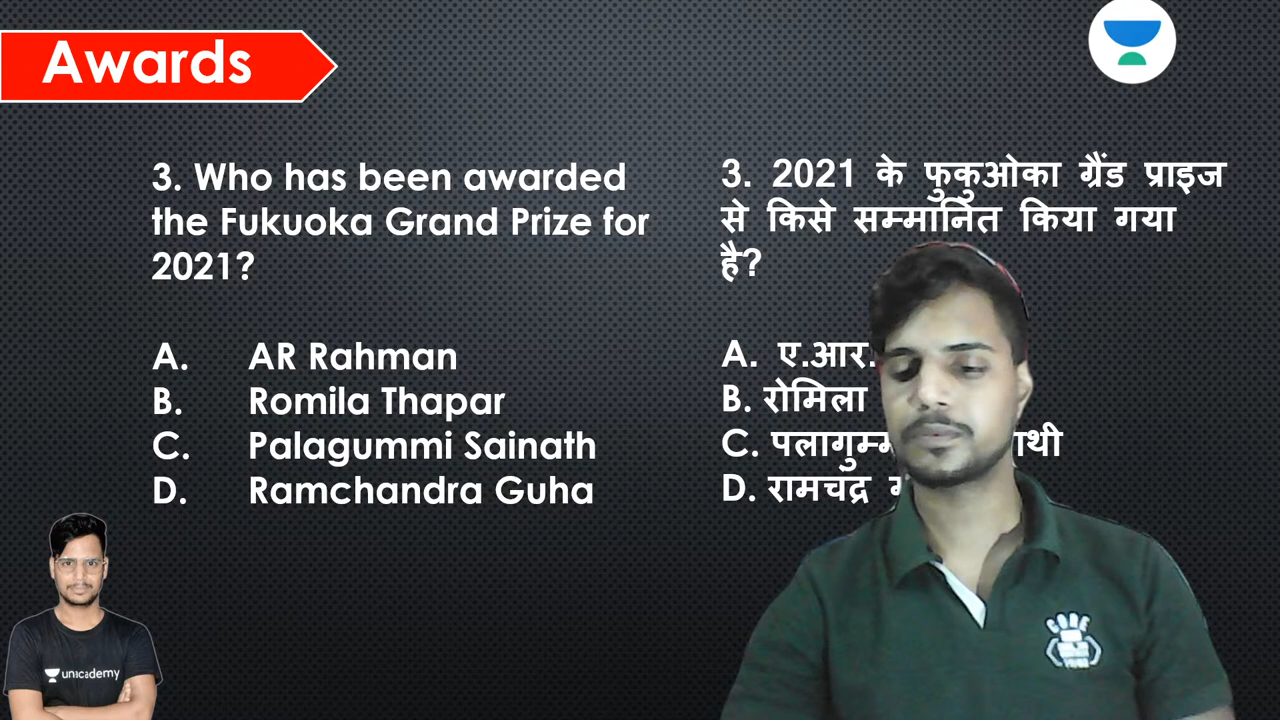 Awards
3. Who has been awarded
the Fukuoka Grand Prize for
2021?
A. AR Rahman
B. Romila Thapar
C. Palagummi Sainath
D. Ramchandra Guha
3. 2021 के फुकुओका ग्रैंड प्राइज
से किसे सम्मानित किया गया
है?
A. ए.आर.
B. रोमिला
C.
D. रामचंद्र
unacademy
CORE